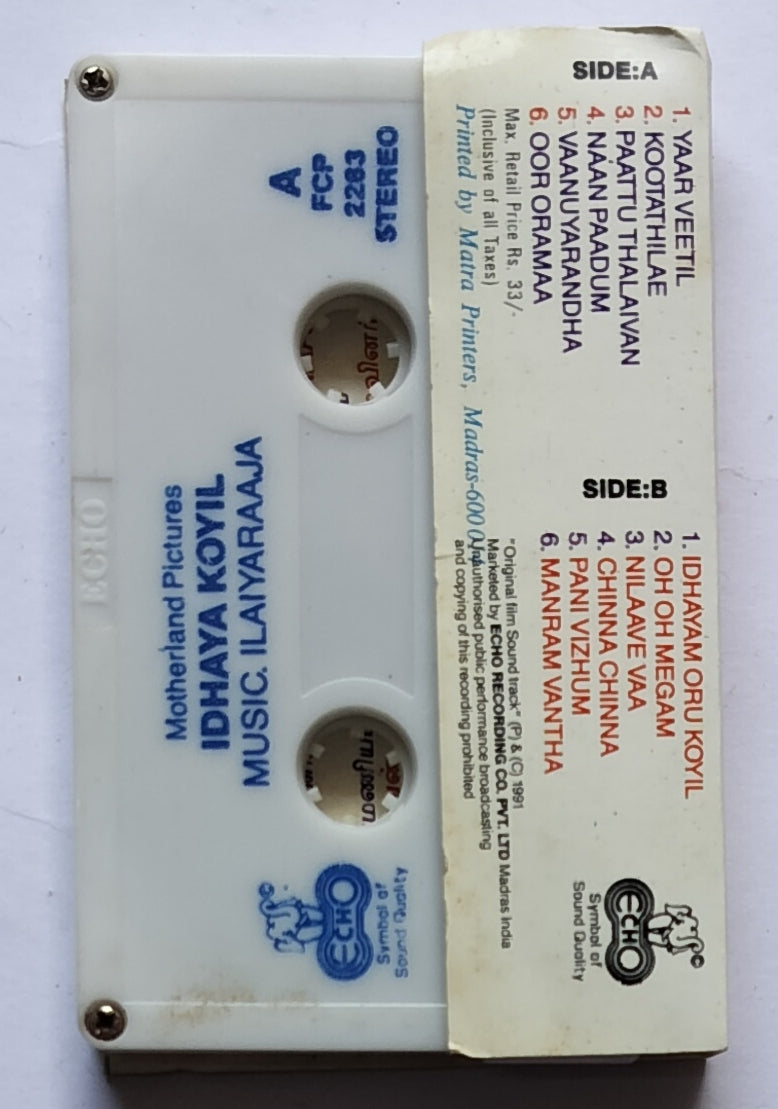 SIDE:A
1. YAAR VEETIL
2. KOOTATHILAE
3. PAATTU THALAIVAN
4. NAAN PAADUM
5. VAANUYARANDHA
6. OOR ORAMAA
Max. Retail Price Rs. 33/-
(Inclusive of all Taxes)
Printed by Matra Printers, Madras-600
SIDE:B
1. IDHAYAM ORU KOYIL
2. OH OH MEGAM
3. NILAAVE VAA
4. CHINNA CHINNA
5. PANI VIZHUM
6. MANRAM VANTHA
"Original film Sound track" (P) & (C) 1991
Marketed by ECHO RECORDING CO. PVT. LTD Madras India
Unauthorised public performance broadcasting
and copying of this recording prohibited
©
ECHO
Symbol of
Sound Quality
STEREO
2283
FCP
A
Motherland Pictures
IDHAYA KOYIL
MUSIC. ILAIYARAAJA
©
ECHO
Symbol of
Sound Quality
ECHO